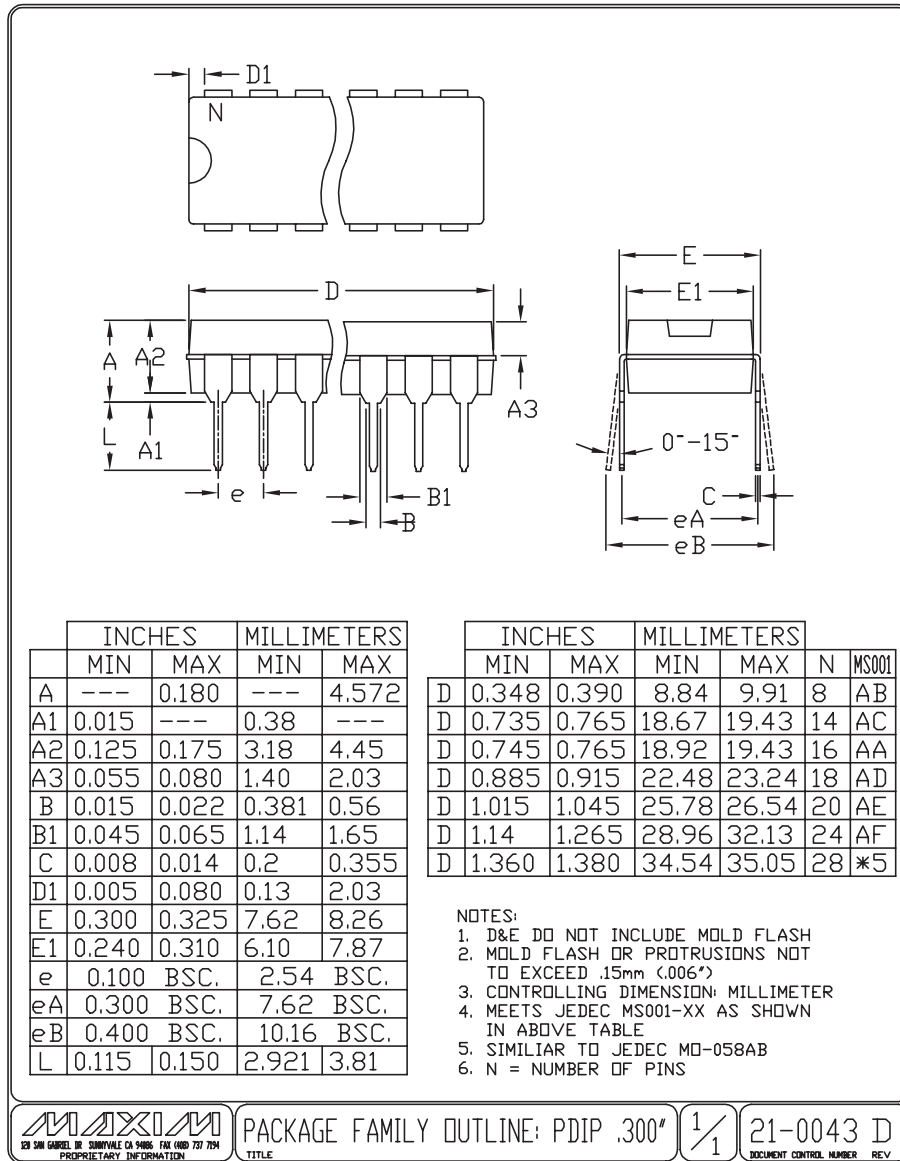 D1
N
D
E
E1
A
A2
A3
L
A1
0°-15°
e
B1
B
C
eA
eB
INCHES MILLIMETERS
MIN MAX MIN MAX
A --- 0.180 --- 4.572
A1 0.015 --- 0.38 ---
A2 0.125 0.175 3.18 4.45
A3 0.055 0.080 1.40 2.03
B 0.015 0.022 0.381 0.56
B1 0.045 0.065 1.14 1.65
C 0.008 0.014 0.2 0.355
D1 0.005 0.080 0.13 2.03
E 0.300 0.325 7.62 8.26
E1 0.240 0.310 6.10 7.87
e 0.100 BSC. 2.54 BSC.
eA 0.300 BSC. 7.62 BSC.
eB 0.400 BSC. 10.16 BSC.
L 0.115 0.150 2.921 3.81
INCHES MILLIMETERS
MIN MAX MIN MAX N MS001
D 0.348 0.390 8.84 9.91 8 AB
D 0.735 0.765 18.67 19.43 14 AC
D 0.745 0.765 18.92 19.43 16 AA
D 0.885 0.915 22.48 23.24 18 AD
D 1.015 1.045 25.78 26.54 20 AE
D 1.14 1.265 28.96 32.13 24 AF
D 1.360 1.380 34.54 35.05 28 *5
NOTES:
1. D&E DO NOT INCLUDE MOLD FLASH
2. MOLD FLASH OR PROTRUSIONS NOT
TO EXCEED .15mm (.006")
3. CONTROLLING DIMENSION: MILLIMETER
4. MEETS JEDEC MS001-XX AS SHOWN
IN ABOVE TABLE
5. SIMILIAR TO JEDEC MO-058AB
6. N = NUMBER OF PINS
MAXIM
120 SAN GABRIEL DR SUNNYVALE CA 94086 FAX (408) 737 7194
PROPRIETARY INFORMATION
PACKAGE FAMILY OUTLINE: PDIP .300"
TITLE
1/1
21-0043 D
DOCUMENT CONTROL NUMBER REV